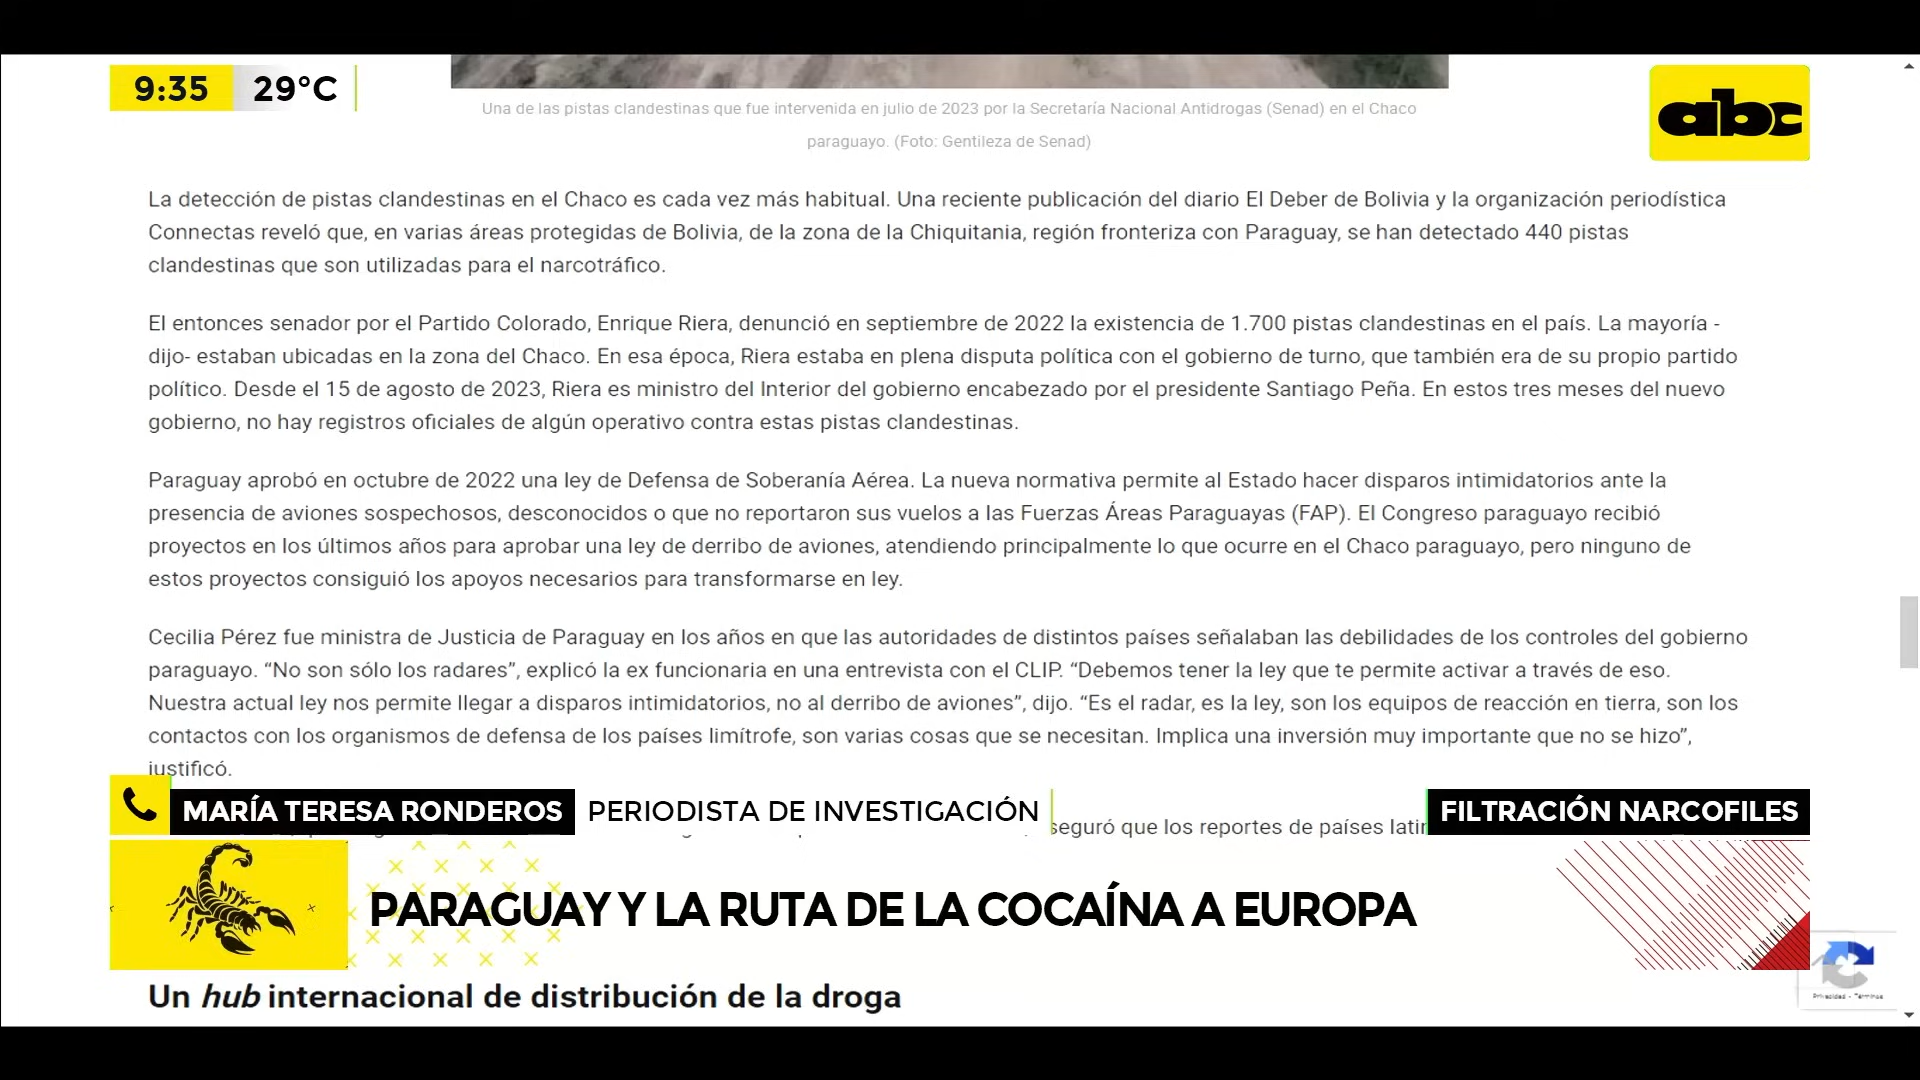 9:35 29°C
abc
Una de las pistas clandestinas que fue intervenida en julio de 2023 por la Secretaría Nacional Antidrogas (Senad) en el Chaco
paraguayo. (Foto: Gentileza de Senad)
La detección de pistas clandestinas en el Chaco es cada vez más habitual. Una reciente publicación del diario El Deber de Bolivia y la organización periodística
Connectas reveló que, en varias áreas protegidas de Bolivia, de la zona de la Chiquitania, región fronteriza con Paraguay, se han detectado 440 pistas
clandestinas que son utilizadas para el narcotráfico.
El entonces senador por el Partido Colorado, Enrique Riera, denunció en septiembre de 2022 la existencia de 1.700 pistas clandestinas en el país. La mayoría -
dijo- estaban ubicadas en la zona del Chaco. En esa época, Riera estaba en plena disputa política con el gobierno de turno, que también era de su propio partido
político. Desde el 15 de agosto de 2023, Riera es ministro del Interior del gobierno encabezado por el presidente Santiago Peña. En estos tres meses del nuevo
gobierno, no hay registros oficiales de algún operativo contra estas pistas clandestinas.
Paraguay aprobó en octubre de 2022 una ley de Defensa de Soberanía Aérea. La nueva normativa permite al Estado hacer disparos intimidatorios ante la
presencia de aviones sospechosos, desconocidos o que no reportaron sus vuelos a las Fuerzas Áreas Paraguayas (FAP). El Congreso paraguayo recibió
proyectos en los últimos años para aprobar una ley de derribo de aviones, atendiendo principalmente lo que ocurre en el Chaco paraguayo, pero ninguno de
estos proyectos consiguió los apoyos necesarios para transformarse en ley.
Cecilia Pérez fue ministra de Justicia de Paraguay en los años en que las autoridades de distintos países señalaban las debilidades de los controles del gobierno
paraguayo. “No son sólo los radares”, explicó la ex funcionaria en una entrevista con el CLIP. “Debemos tener la ley que te permite activar a través de eso.
Nuestra actual ley nos permite llegar a disparos intimidatorios, no al derribo de aviones”, dijo. “Es el radar, es la ley, son los equipos de reacción en tierra, son los
contactos con los organismos de defensa de los países limítrofe, son varias cosas que se necesitan. Implica una inversión muy importante que no se hizo”,
justificó.
MARÍA TERESA RONDEROS PERIODISTA DE INVESTIGACIÓN FILTRACIÓN NARCOFILES
que los reportes de países
PARAGUAY Y LA RUTA DE LA COCAÍNA A EUROPA
Privacidad - Términos
Un hub internacional de distribución de la droga